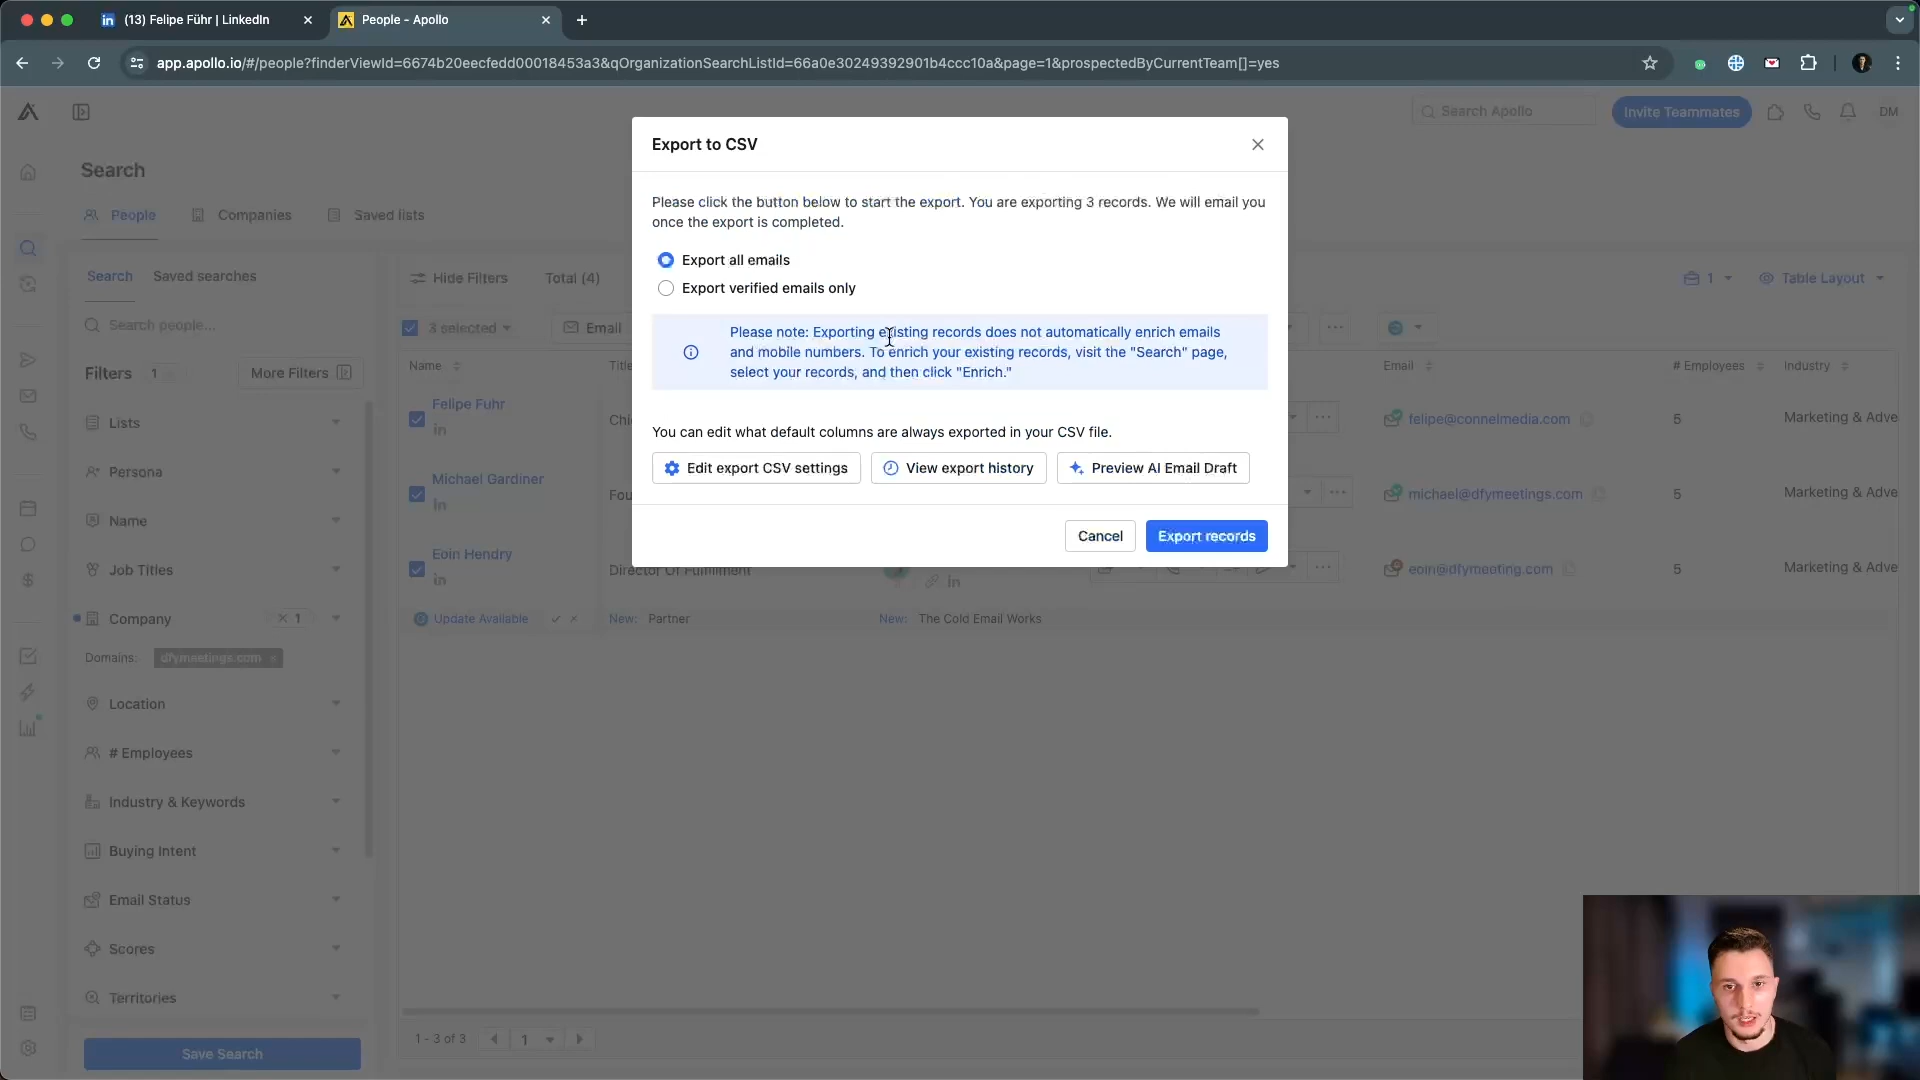 (13) Felipe Führ | LinkedIn
People - Apollo
app.apollo.io/#/people?finderViewId=6674b20eecfedd00018453a3&qOrganizationSearchListId=66a0e30249392901b4ccc10a&page=1&prospectedByCurrentTeam[]=yes
Search Apollo
Invite Teammates
DM
Search
People
Companies
Saved lists
Search
Saved searches
Hide Filters
Total (4)
1
Table Layout
Search people...
3 selected
Email
Filters
1
More Filters
Name
Title
Email
# Employees
Industry
Lists
Persona
Name
Job Titles
Company
1
Domains:
dfymeetings.com
Location
# Employees
Industry & Keywords
Buying Intent
Email Status
Scores
Territories
Save Search
Felipe Fuhr
Chi
felipe@connelmedia.com
5
Marketing & Adve
Michael Gardiner
Fou
michael@dfymeetings.com
5
Marketing & Adve
Eoin Hendry
Director Of Fulfillment
eoin@dfymeeting.com
5
Marketing & Adve
Update Available
New: Partner
New: The Cold Email Works
1 - 3 of 3
1
Export to CSV
Please click the button below to start the export. You are exporting 3 records. We will email you
once the export is completed.
Export all emails
Export verified emails only
Please note: Exporting existing records does not automatically enrich emails
and mobile numbers. To enrich your existing records, visit the "Search" page,
select your records, and then click "Enrich."
You can edit what default columns are always exported in your CSV file.
Edit export CSV settings
View export history
Preview AI Email Draft
Cancel
Export records